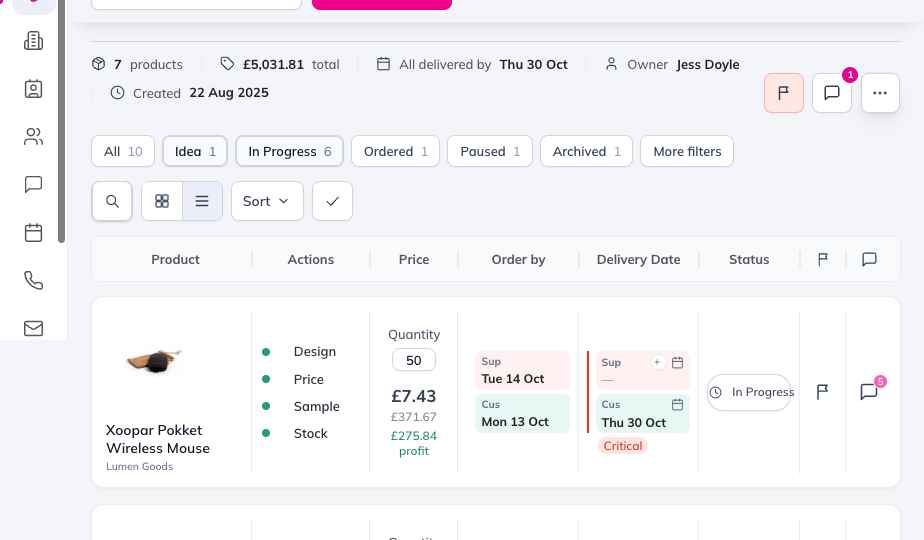 7 products £5,031.81 total All delivered by Thu 30 Oct Owner Jess Doyle
Created 22 Aug 2025
1
All 10 Idea 1 In Progress 6 Ordered 1 Paused 1 Archived 1 More filters
Sort
Product Actions Price Order by Delivery Date Status
Xoopar Pokket
Wireless Mouse
Lumen Goods
Design
Price
Sample
Stock
Quantity
50
£7.43
£371.67
£275.84
profit
Sup
Tue 14 Oct
Cus
Mon 13 Oct
Sup +
—
Cus
Thu 30 Oct
Critical
In Progress
5